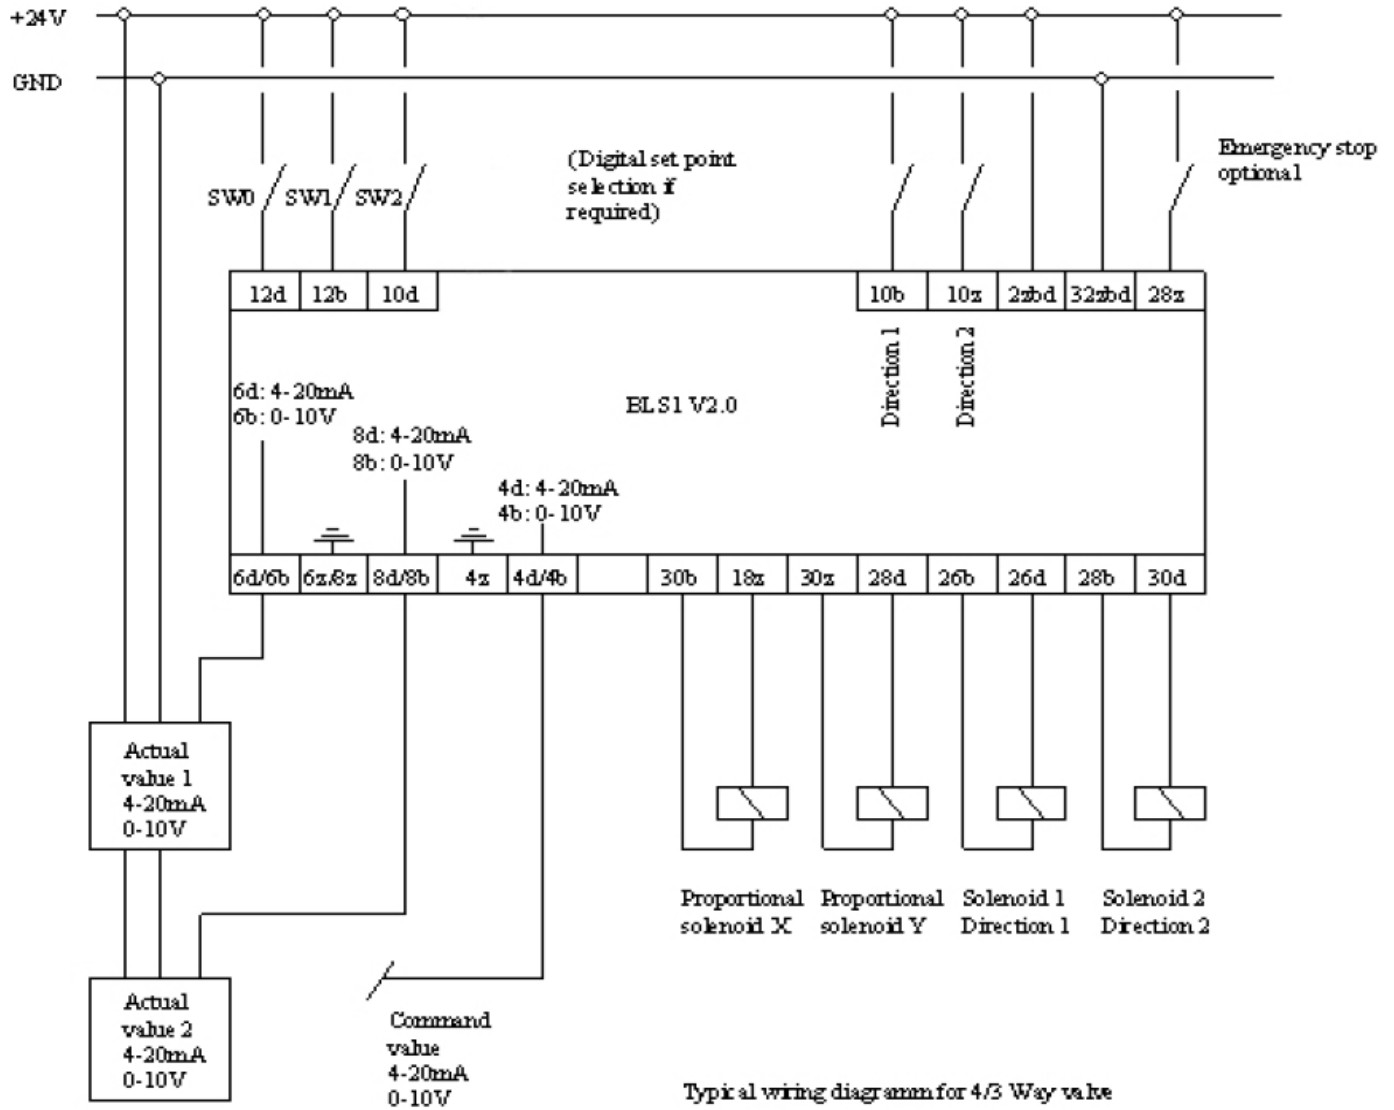 +24V
GND
(Digital set point
selection if
required)
Emergency stop
optional
SW0 SW1 SW2
12d 12b 10d
10b 10z 2zbd 32zbd 28z
Direction 1
Direction 2
6d: 4-20mA
6b: 0-10V
BLS1 V2.0
8d: 4-20mA
8b: 0-10V
4d: 4-20mA
4b: 0-10V
6d/6b 6z/8z 8d/8b 4z 4d/4b 30b 18z 30z 28d 26b 26d 28b 30d
Actual
value 1
4-20mA
0-10V
Proportional
solenoid X
Proportional
solenoid Y
Solenoid 1
Direction 1
Solenoid 2
Direction 2
Actual
value 2
4-20mA
0-10V
Command
value
4-20mA
0-10V
Typical wiring diagramm for 4/3 Way valve